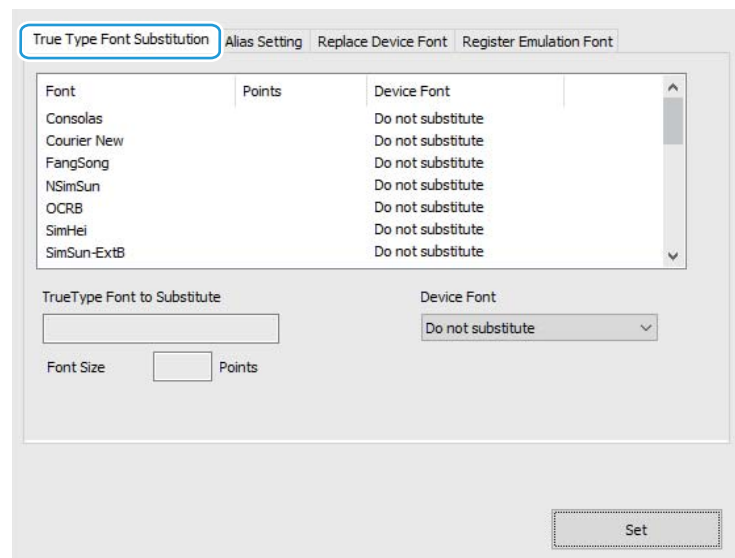 True Type Font Substitution Alias Setting Replace Device Font Register Emulation Font
Font Points Device Font
Consolas Do not substitute
Courier New Do not substitute
FangSong Do not substitute
NSimSun Do not substitute
OCRB Do not substitute
SimHei Do not substitute
SimSun-ExtB Do not substitute
TrueType Font to Substitute Device Font
Do not substitute
Font Size Points
Set